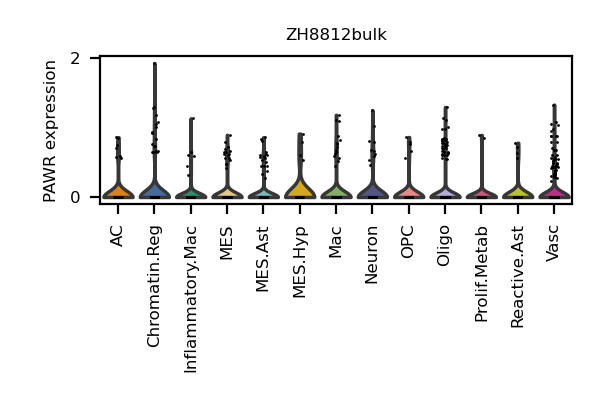 ZH8812bulk
PAWR expression
2
0
AC
Chromatin.Reg
Inflammatory.Mac
MES
MES.Ast
MES.Hyp
Mac
Neuron
OPC
Oligo
Prolif.Metab
Reactive.Ast
Vasc